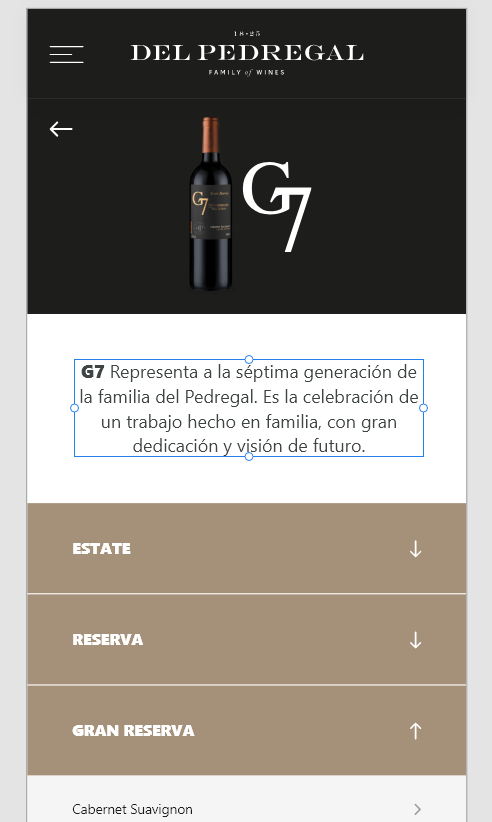 18·25
DEL PEDREGAL
FAMILY of WINES
G7
G7
G7 Representa a la séptima generación de
la familia del Pedregal. Es la celebración de
un trabajo hecho en familia, con gran
dedicación y visión de futuro.
ESTATE
RESERVA
GRAN RESERVA
Cabernet Suavignon